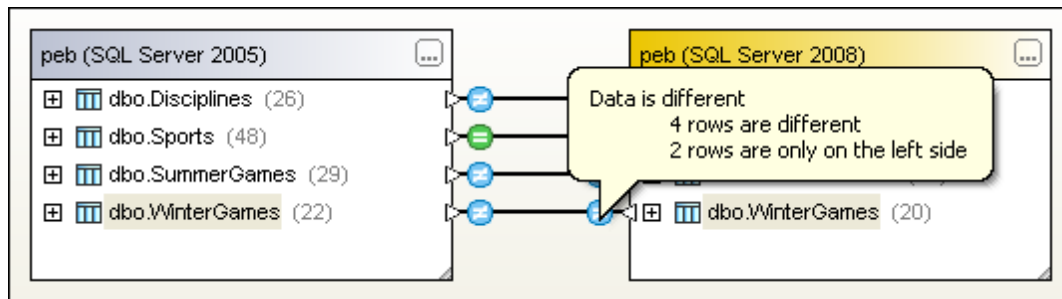 peb (SQL Server 2005)
...
peb (SQL Server 2008)
...
dbo.Disciplines (26)
dbo.Sports (48)
dbo.SummerGames (29)
dbo.WinterGames (22)
Data is different
4 rows are different
2 rows are only on the left side
dbo.WinterGames (20)